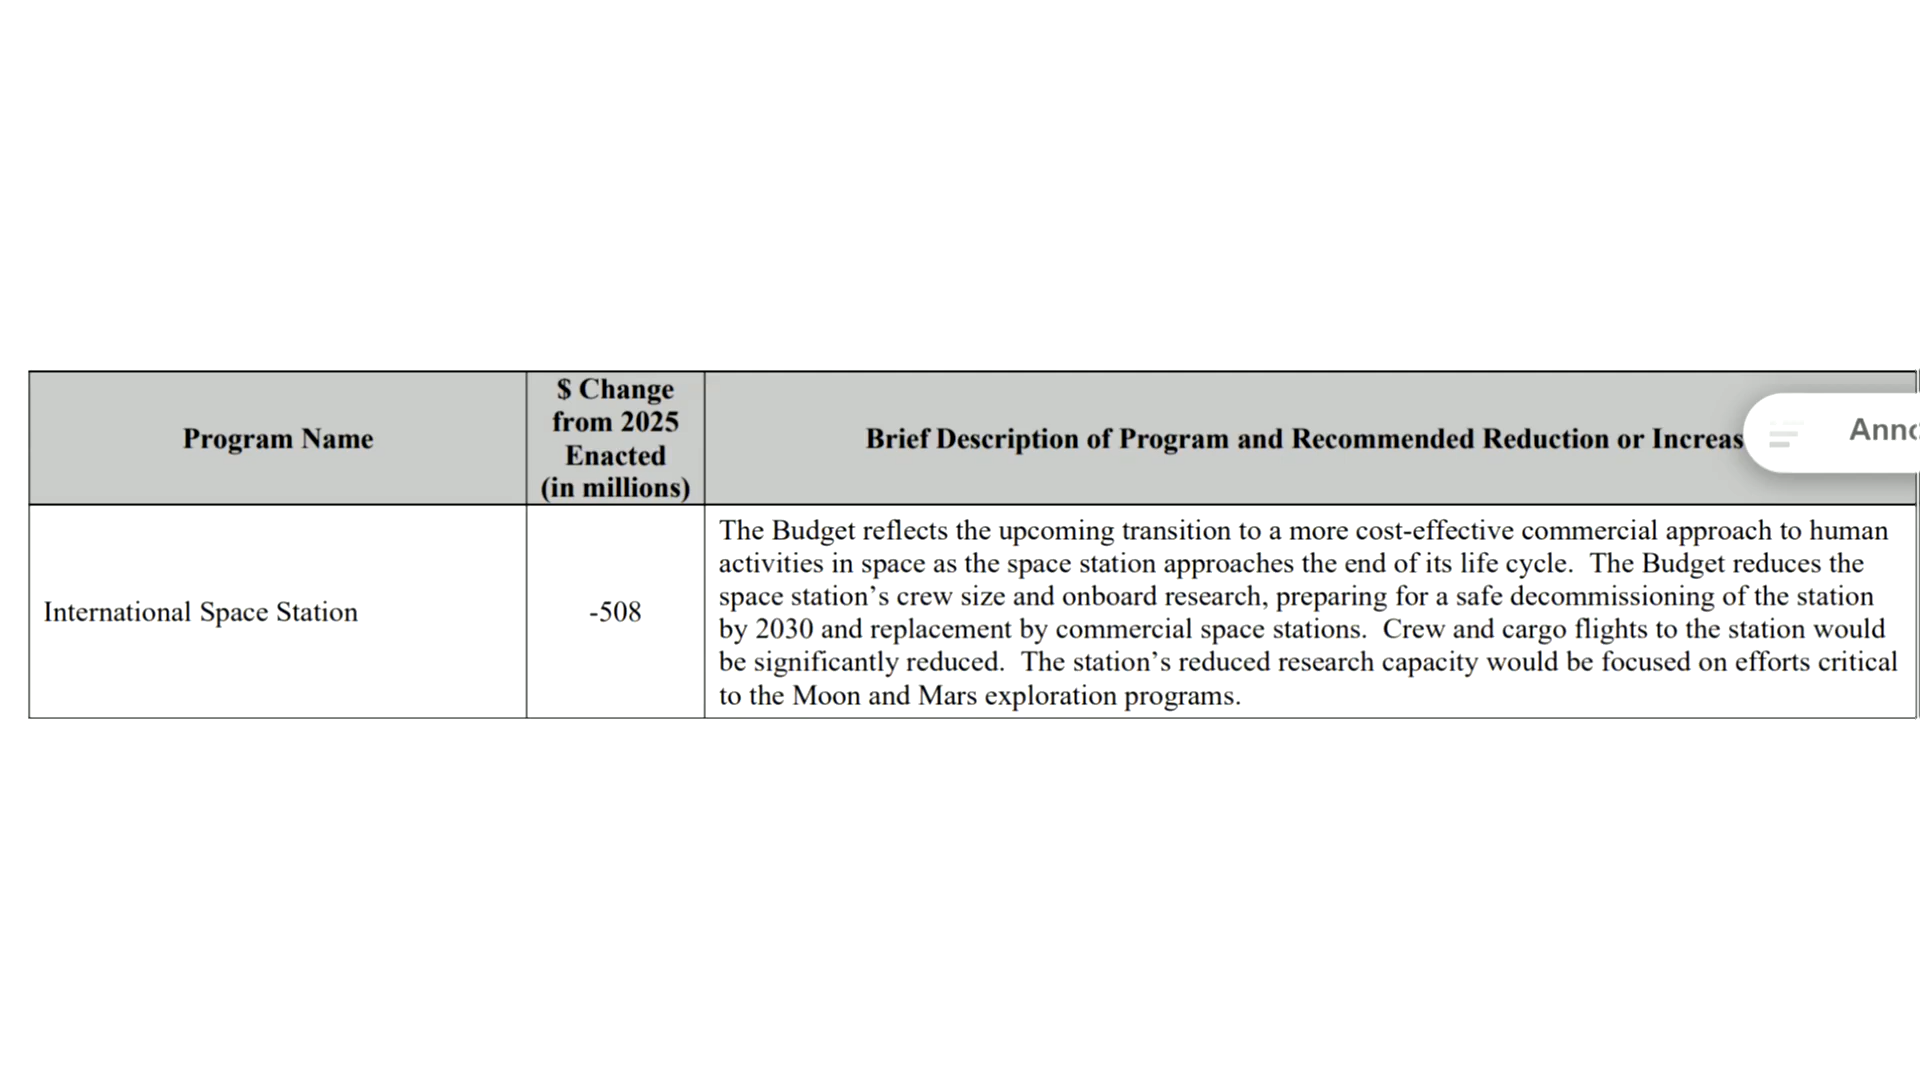 Program Name
$ Change
from 2025
Enacted
(in millions)
Brief Description of Program and Recommended Reduction or Increas
Anno
International Space Station
-508
The Budget reflects the upcoming transition to a more cost-effective commercial approach to human
activities in space as the space station approaches the end of its life cycle.  The Budget reduces the
space station’s crew size and onboard research, preparing for a safe decommissioning of the station
by 2030 and replacement by commercial space stations.  Crew and cargo flights to the station would
be significantly reduced.  The station’s reduced research capacity would be focused on efforts critical
to the Moon and Mars exploration programs.